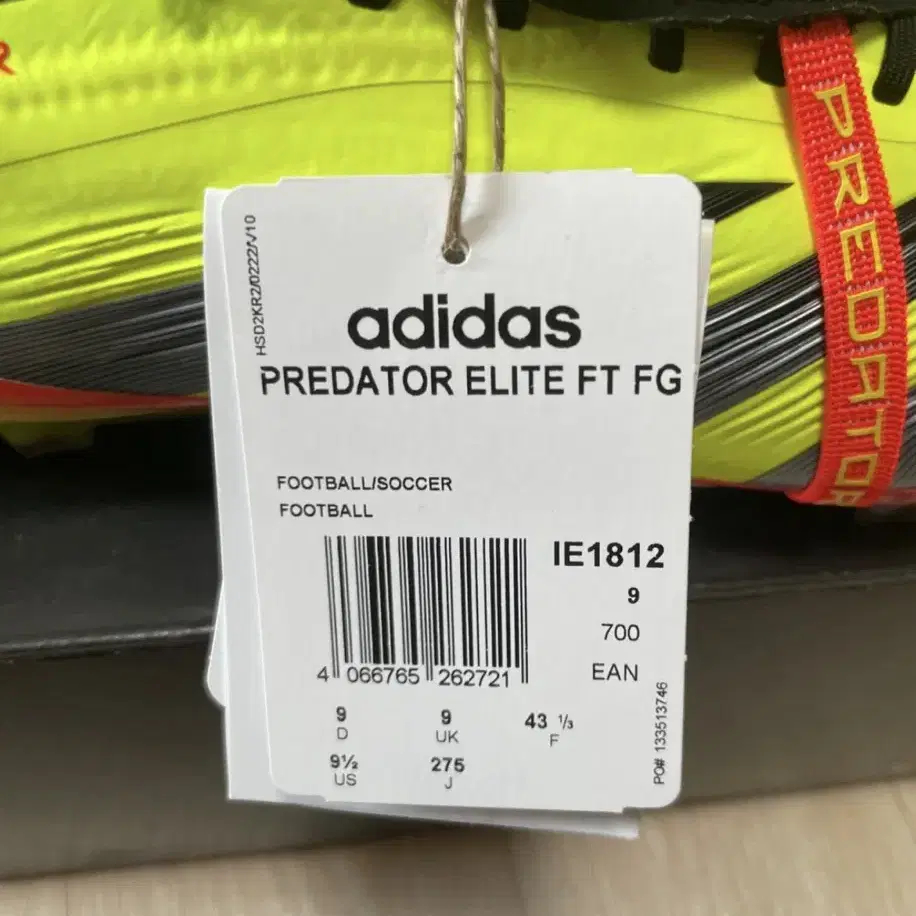 R
PREDATOR
HSD2KR2/0222/V10
adidas
PREDATOR ELITE FT FG
FOOTBALL/SOCCER
FOOTBALL
IE1812
9
700
EAN
4 066765 262721
9 9 43 ⅓
D UK F
9½ 275
US J
PO# 133513746